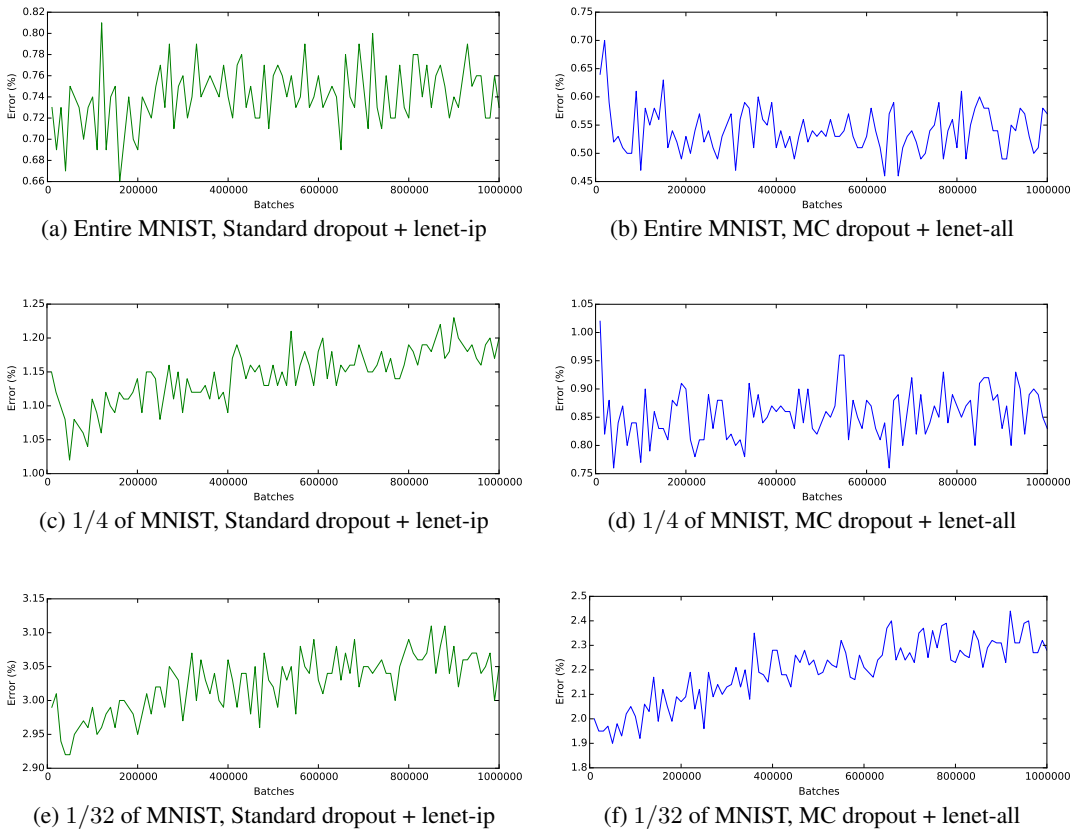 0.82
0.80
0.78
0.76
0.74
0.72
0.70
0.68
0.66
Error (%)
0 200000 400000 600000 800000 1000000
Batches
(a) Entire MNIST, Standard dropout + lenet-ip
0.75
0.70
0.65
0.60
0.55
0.50
0.45
Error (%)
0 200000 400000 600000 800000 1000000
Batches
(b) Entire MNIST, MC dropout + lenet-all
1.25
1.20
1.15
1.10
1.05
1.00
Error (%)
0 200000 400000 600000 800000 1000000
Batches
(c) 1/4 of MNIST, Standard dropout + lenet-ip
1.05
1.00
0.95
0.90
0.85
0.80
0.75
Error (%)
0 200000 400000 600000 800000 1000000
Batches
(d) 1/4 of MNIST, MC dropout + lenet-all
3.15
3.10
3.05
3.00
2.95
2.90
Error (%)
0 200000 400000 600000 800000 1000000
Batches
(e) 1/32 of MNIST, Standard dropout + lenet-ip
2.5
2.4
2.3
2.2
2.1
2.0
1.9
1.8
Error (%)
0 200000 400000 600000 800000 1000000
Batches
(f) 1/32 of MNIST, MC dropout + lenet-all